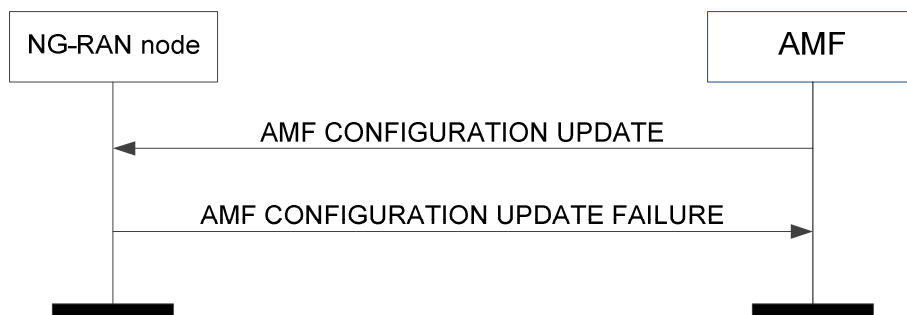 NG-RAN node
AMF
AMF CONFIGURATION UPDATE
AMF CONFIGURATION UPDATE FAILURE